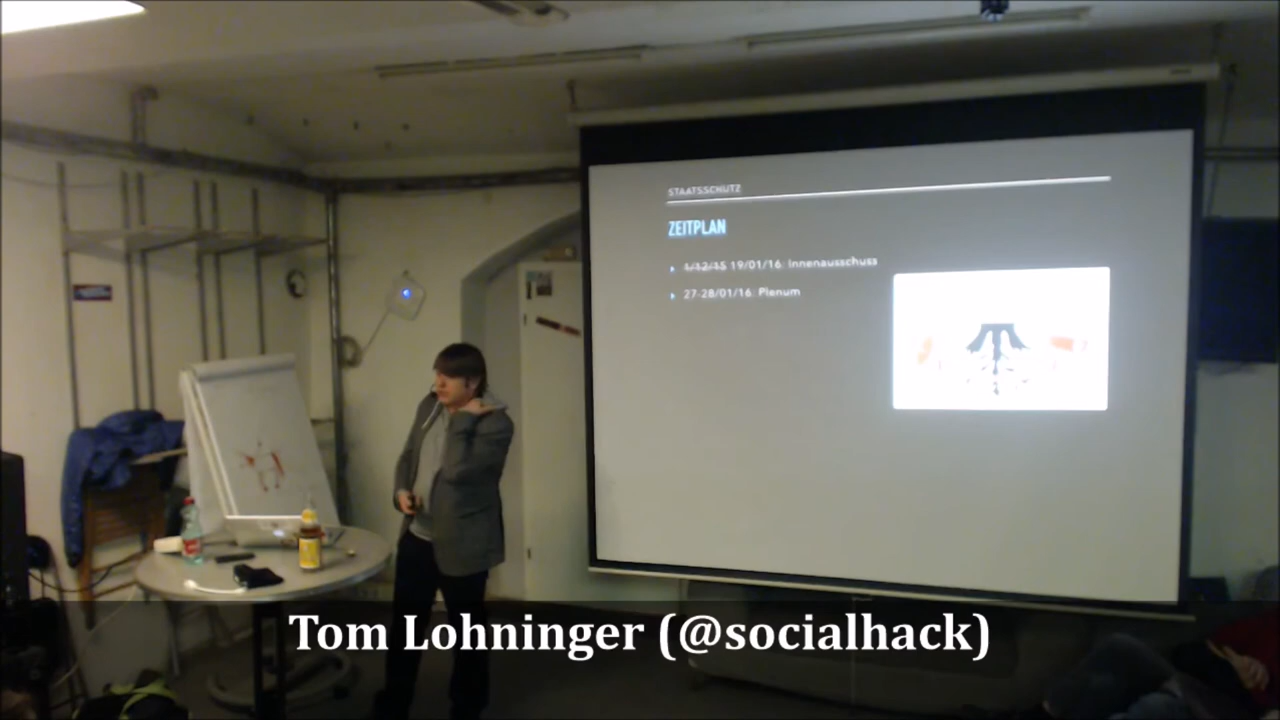 STAATSSCHUTZ
ZEITPLAN
1/12/15 19/01/16: Innenausschuss
27-28/01/16: Plenum
Tom Lohninger (@socialhack)